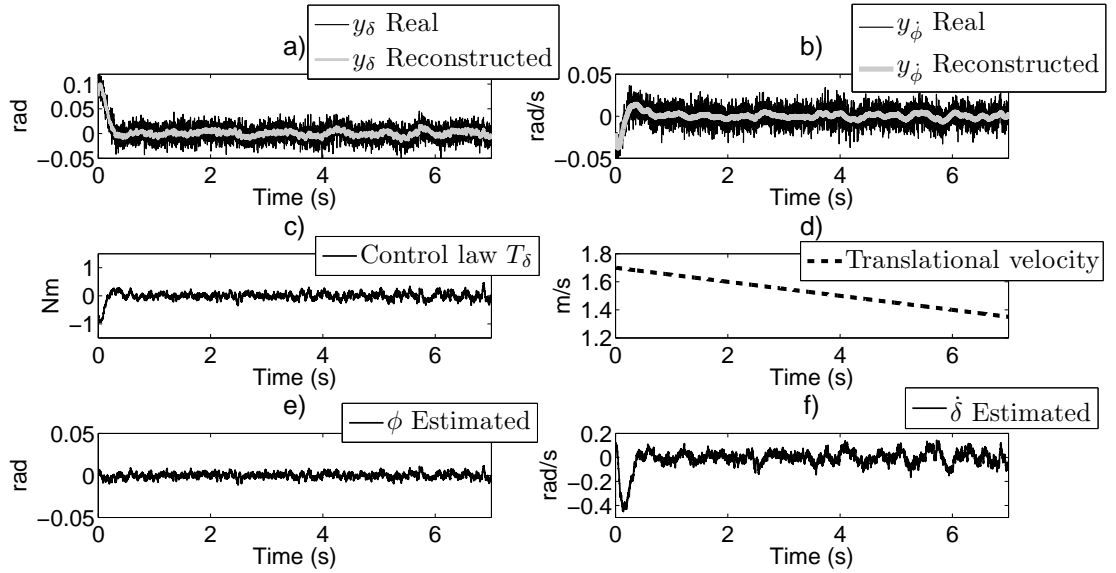 a)
y_δ Real
y_δ Reconstructed
rad
0.1
0.05
0
−0.05
0 2 4 6
Time (s)
b)
y_φ̇ Real
y_φ̇ Reconstructed
rad/s
0.05
0
−0.05
0 2 4 6
Time (s)
c)
Control law T_δ
Nm
1
0
−1
0 2 4 6
Time (s)
d)
Translational velocity
m/s
1.8
1.6
1.4
1.2
0 2 4 6
Time (s)
e)
ϕ Estimated
rad
0.05
0
−0.05
0 2 4 6
Time (s)
f)
δ̇ Estimated
rad/s
0.2
0
−0.2
−0.4
0 2 4 6
Time (s)